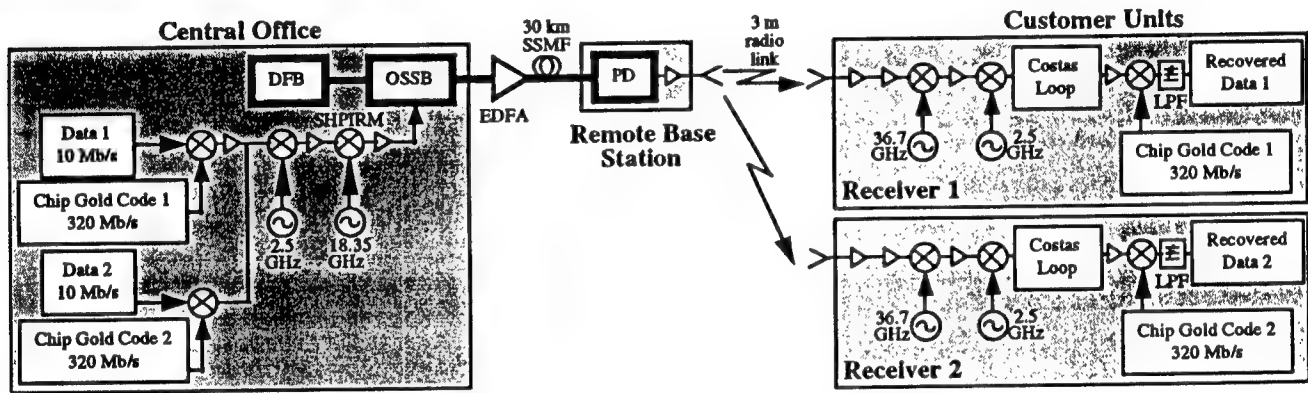 Central Office
DFB
OSSB
SHPIRM
Data 1
10 Mb/s
Chip Gold Code 1
320 Mb/s
2.5
GHz
18.35
GHz
Data 2
10 Mb/s
Chip Gold Code 2
320 Mb/s
EDFA
30 km
SSMF
PD
Remote Base
Station
3 m
radio
link
Customer Units
Costas
Loop
LPF
Recovered
Data 1
36.7
GHz
2.5
GHz
Chip Gold Code 1
320 Mb/s
Receiver 1
Costas
Loop
LPF
Recovered
Data 2
36.7
GHz
2.5
GHz
Chip Gold Code 2
320 Mb/s
Receiver 2